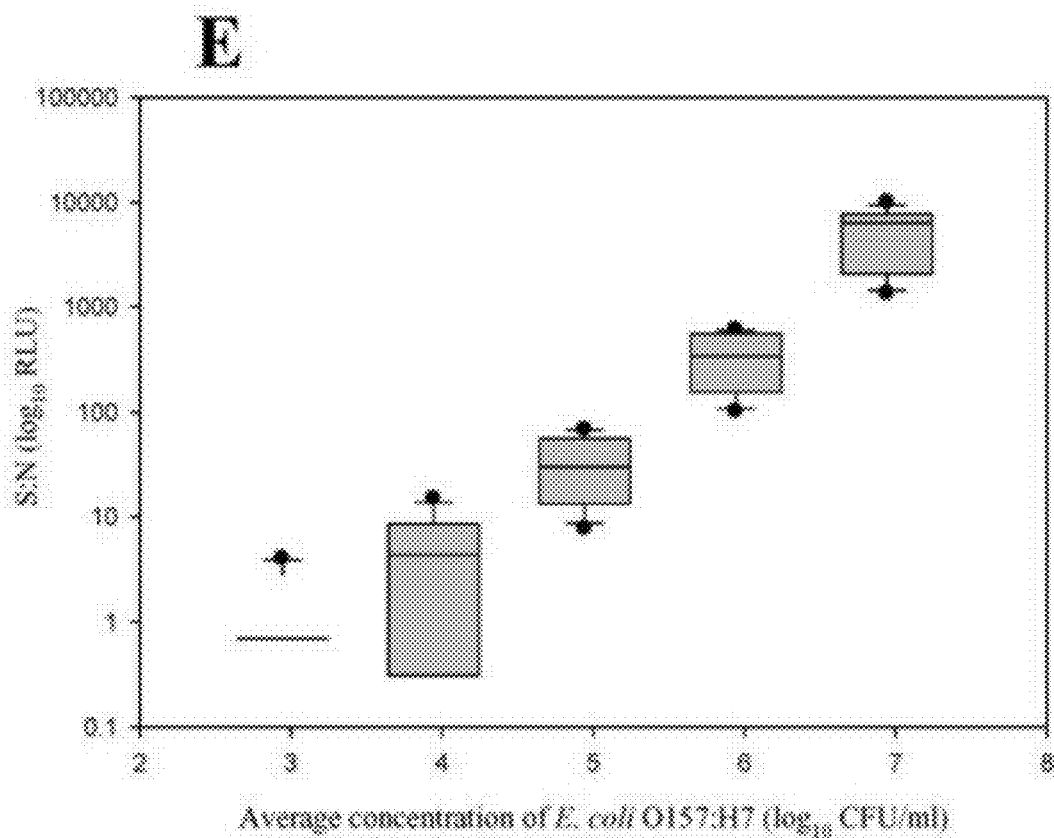 E
100000
10000
1000
100
10
1
0.1
S:N (log10 RLU)
2 3 4 5 6 7 8
Average concentration of E. coli O157:H7 (log10 CFU/ml)